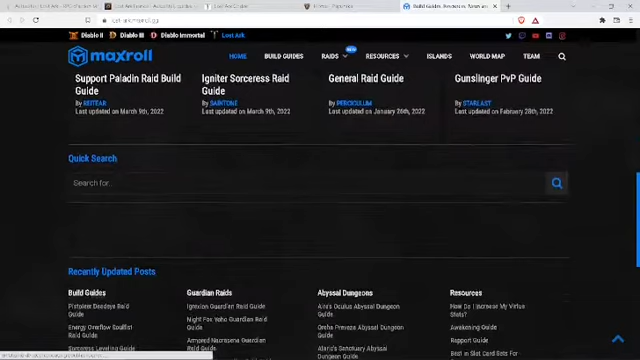 Diablo II
Diablo III
Diablo Immortal
Lost Ark
maxroll
HOME
BUILD GUIDES
RAIDS
NEW
RESOURCES
ISLANDS
WORLD MAP
TEAM
Support Paladin Raid Build
Guide
By
Last updated on March 9th, 2022
Igniter Sorceress Raid
Guide
By SAINTONE
Last updated on March 9th, 2022
General Raid Guide
By PERCICULUM
Last updated on January 24th, 2022
Gunslinger PvP Guide
By STARLAST
Last updated on February 28th, 2022
Quick Search
Search for..
Recently Updated Posts
Build Guides
Pistoleer Deadeye Raid
Guide
Energy Overflow Soulfist
Raid Guide
Sorceress Leveling Guide
Guardian Raids
Igrexion Guardian Raid Guide
Night Fox Yoho Guardian Raid
Guide
Armored Nacrasena Guardian
Raid Guide
Abyssal Dungeons
Aira's Oculus Abyssal Dungeon
Guide
Oreha Preveza Abyssal Dungeon
Guide
Alaric's Sanctuary Abyssal
Dungeon Guide
Resources
How Do I Increase My Virtue
Stats?
Awakening Guide
Rapport Guide
Best in Slot Card Sets For